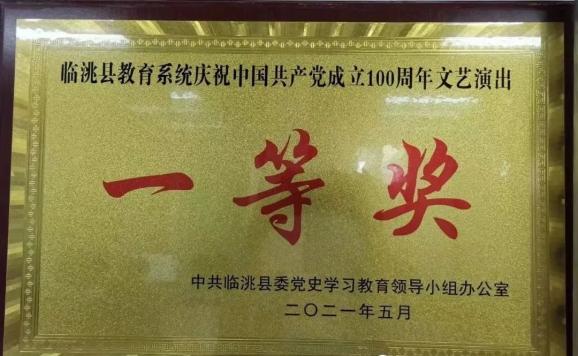 临洮县教育系统庆祝中国共产党成立100周年文艺演出
一等奖
中共临洮县委党史学习教育领导小组办公室
二〇二一年五月